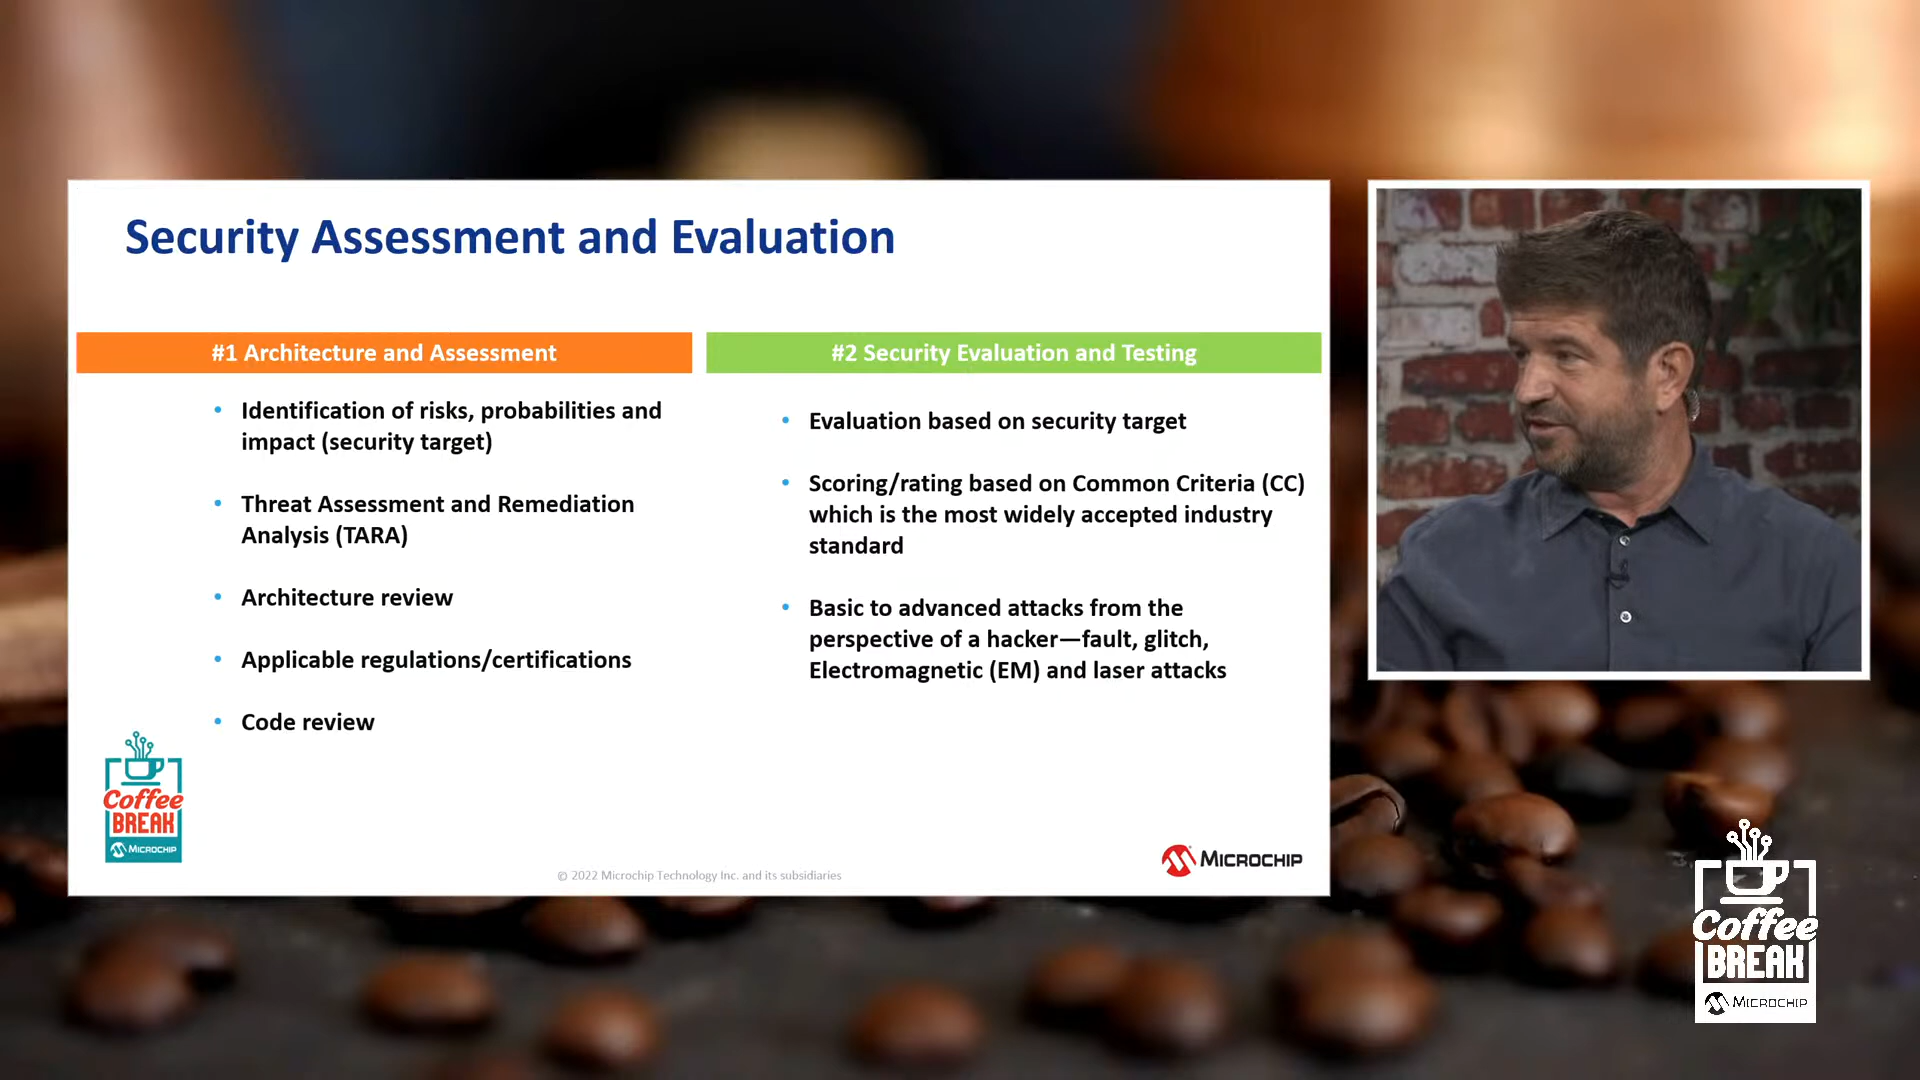 Security Assessment and Evaluation
#1 Architecture and Assessment
• Identification of risks, probabilities and
impact (security target)
• Threat Assessment and Remediation
Analysis (TARA)
• Architecture review
• Applicable regulations/certifications
• Code review
#2 Security Evaluation and Testing
• Evaluation based on security target
• Scoring/rating based on Common Criteria (CC)
which is the most widely accepted industry
standard
• Basic to advanced attacks from the
perspective of a hacker—fault, glitch,
Electromagnetic (EM) and laser attacks
Coffee
BREAK
MICROCHIP
© 2022 Microchip Technology Inc. and its subsidiaries
MICROCHIP
Coffee
BREAK
MICROCHIP